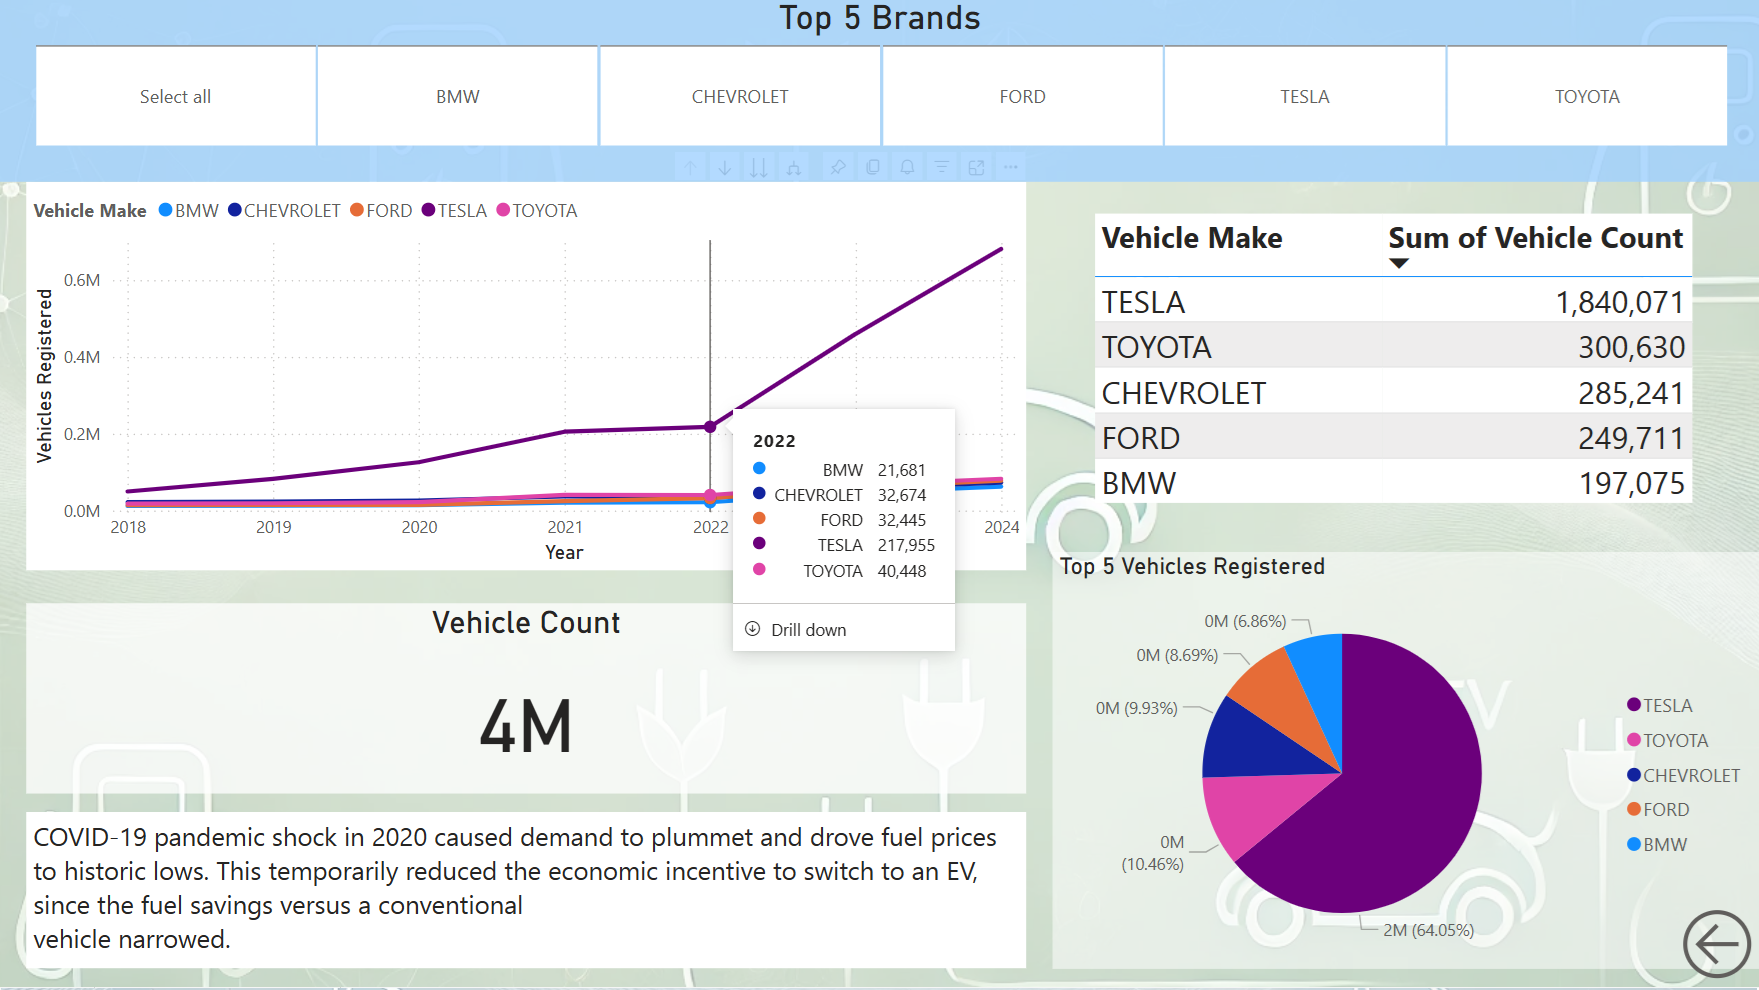 Top 5 Brands
Select all
BMW
CHEVROLET
FORD
TESLA
TOYOTA
Vehicle Make BMW CHEVROLET FORD TESLA TOYOTA
Vehicles Registered
0.6M
0.4M
0.2M
0.0M
2018 2019 2020 2021 2022 2024
Year
2022
BMW 21,681
CHEVROLET 32,674
FORD 32,445
TESLA 217,955
TOYOTA 40,448
Drill down
Vehicle Make Sum of Vehicle Count
TESLA 1,840,071
TOYOTA 300,630
CHEVROLET 285,241
FORD 249,711
BMW 197,075
Vehicle Count
4M
COVID-19 pandemic shock in 2020 caused demand to plummet and drove fuel prices
to historic lows. This temporarily reduced the economic incentive to switch to an EV,
since the fuel savings versus a conventional
vehicle narrowed.
Top 5 Vehicles Registered
0M (6.86%)
0M (8.69%)
0M (9.93%)
0M
(10.46%)
2M (64.05%)
TESLA
TOYOTA
CHEVROLET
FORD
BMW